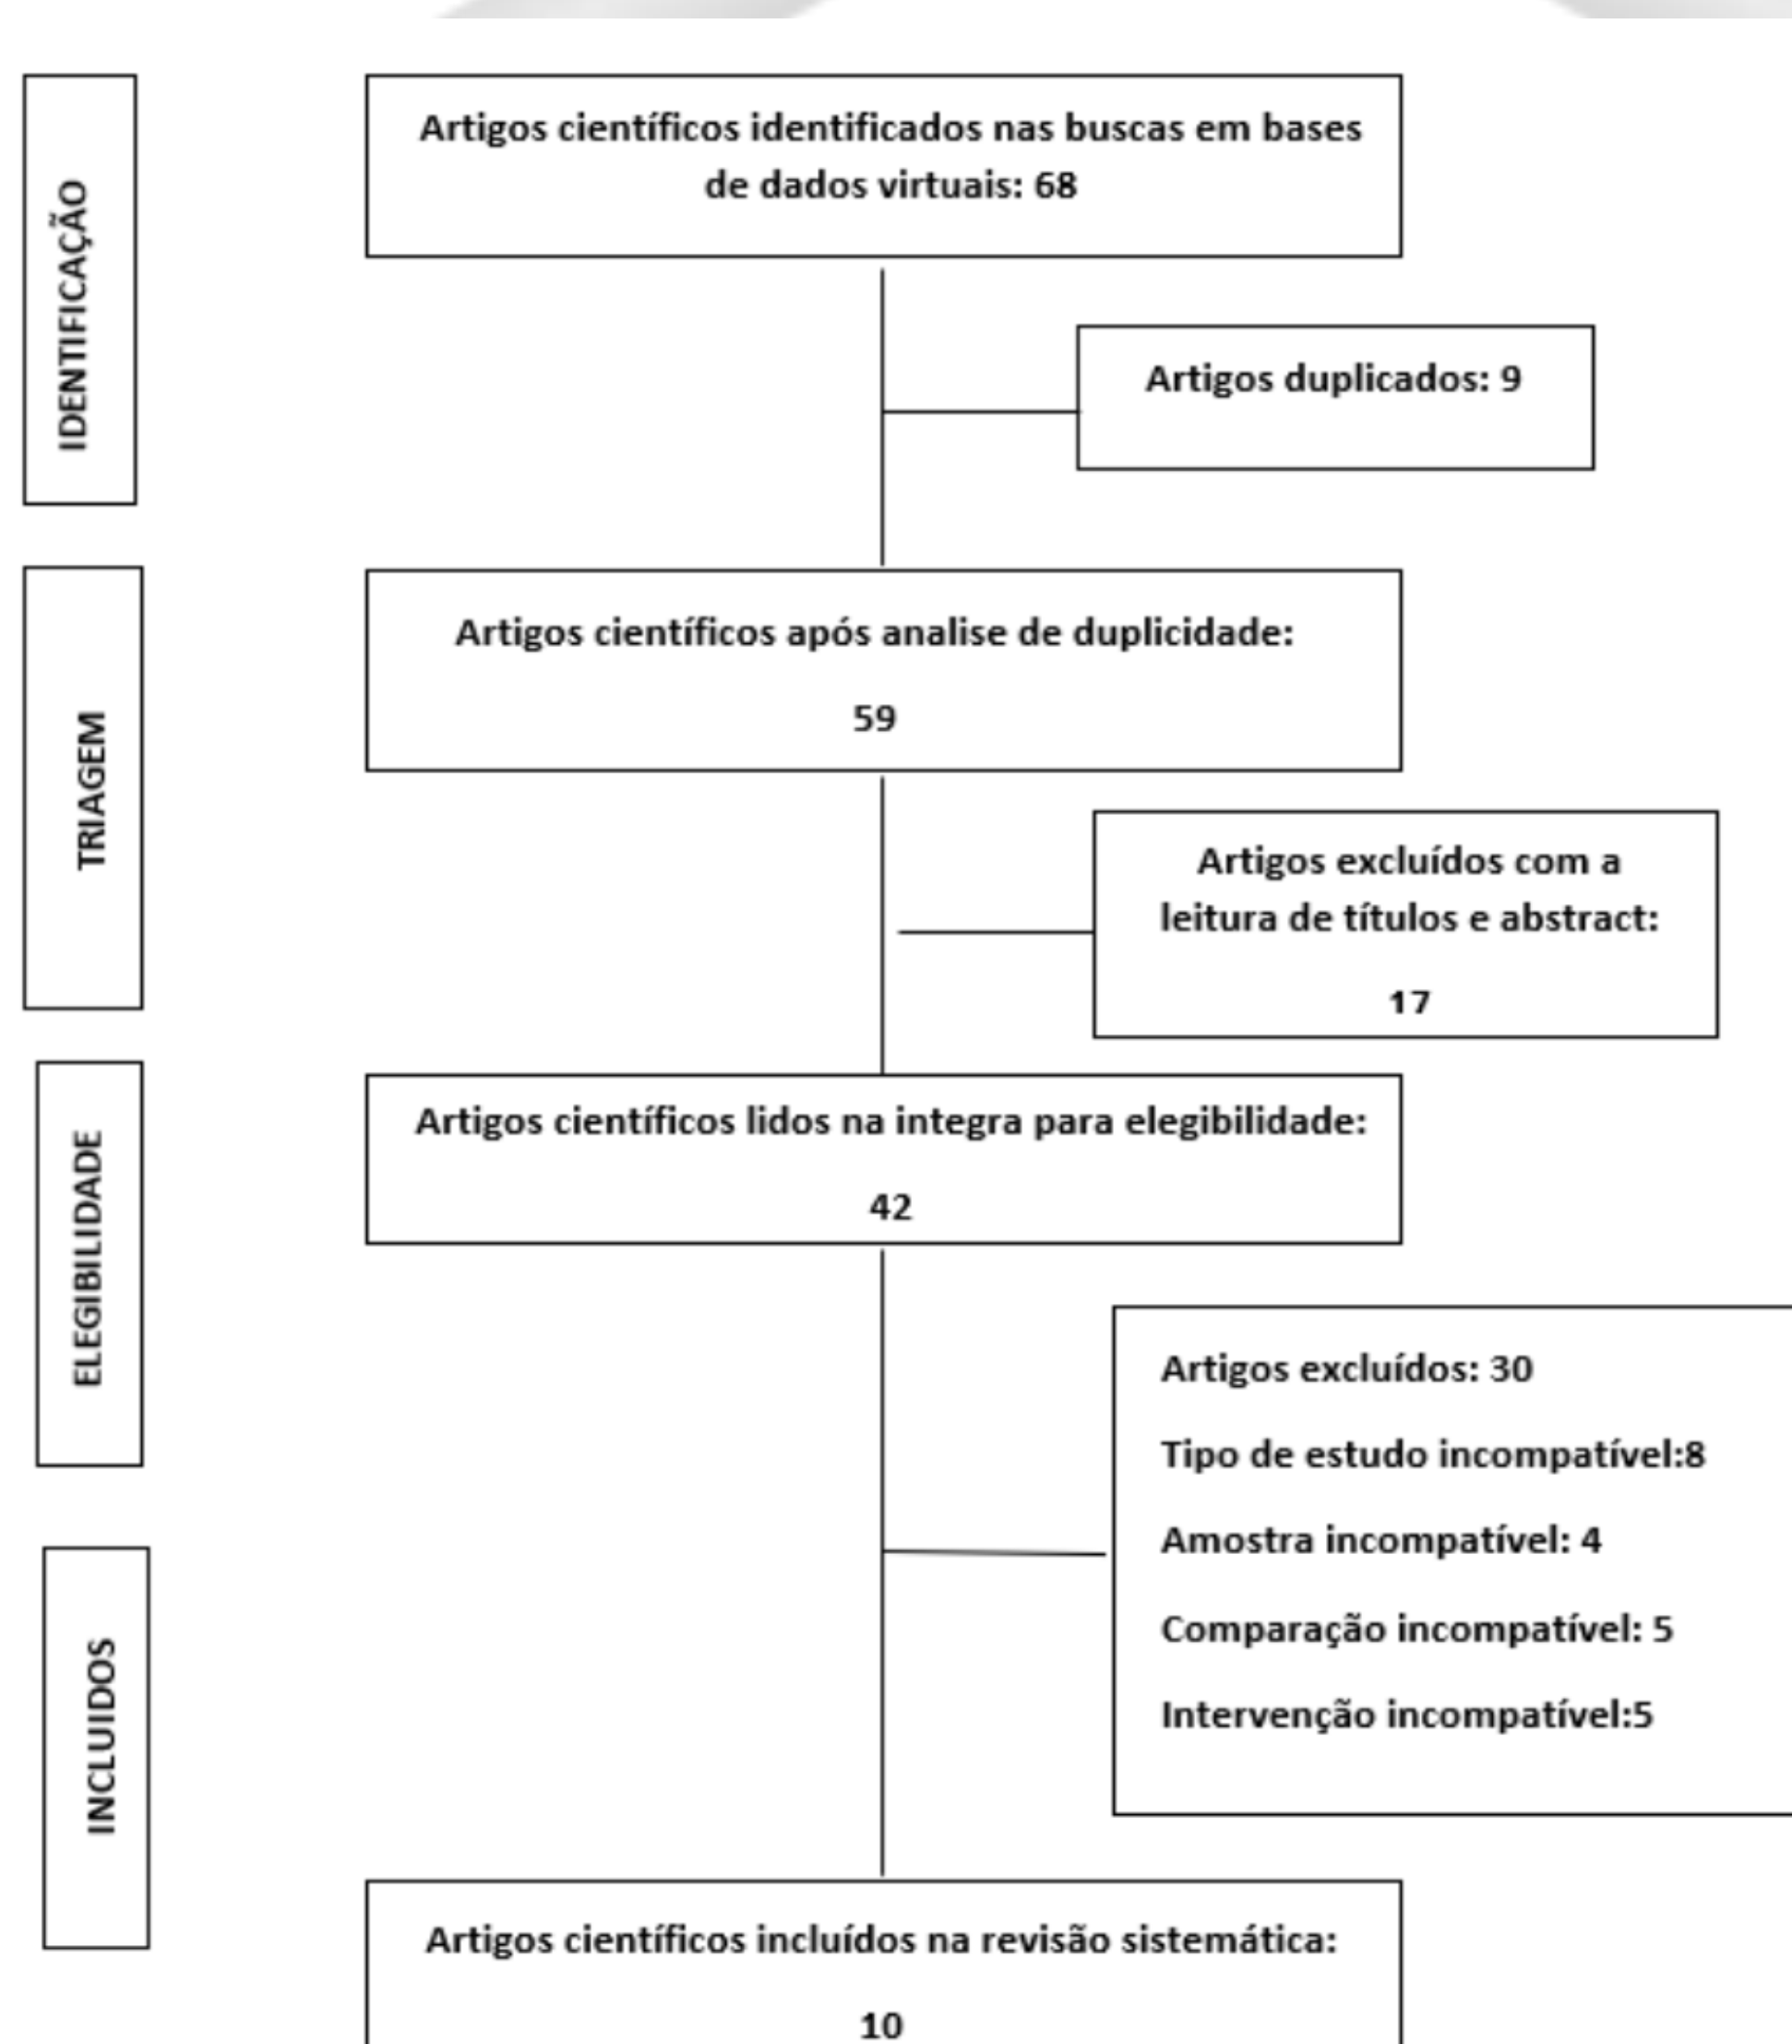 IDENTIFICAÇÃO
Artigos científicos identificados nas buscas em bases
de dados virtuais: 68
Artigos duplicados: 9
TRIAGEM
Artigos científicos após analise de duplicidade:
59
Artigos excluídos com a
leitura de títulos e abstract:
17
ELEGIBILIDADE
Artigos científicos lidos na integra para elegibilidade:
42
Artigos excluídos: 30
Tipo de estudo incompatível:8
Amostra incompatível: 4
Comparação incompatível: 5
Intervenção incompatível:5
INCLUIDOS
Artigos científicos incluídos na revisão sistemática:
10